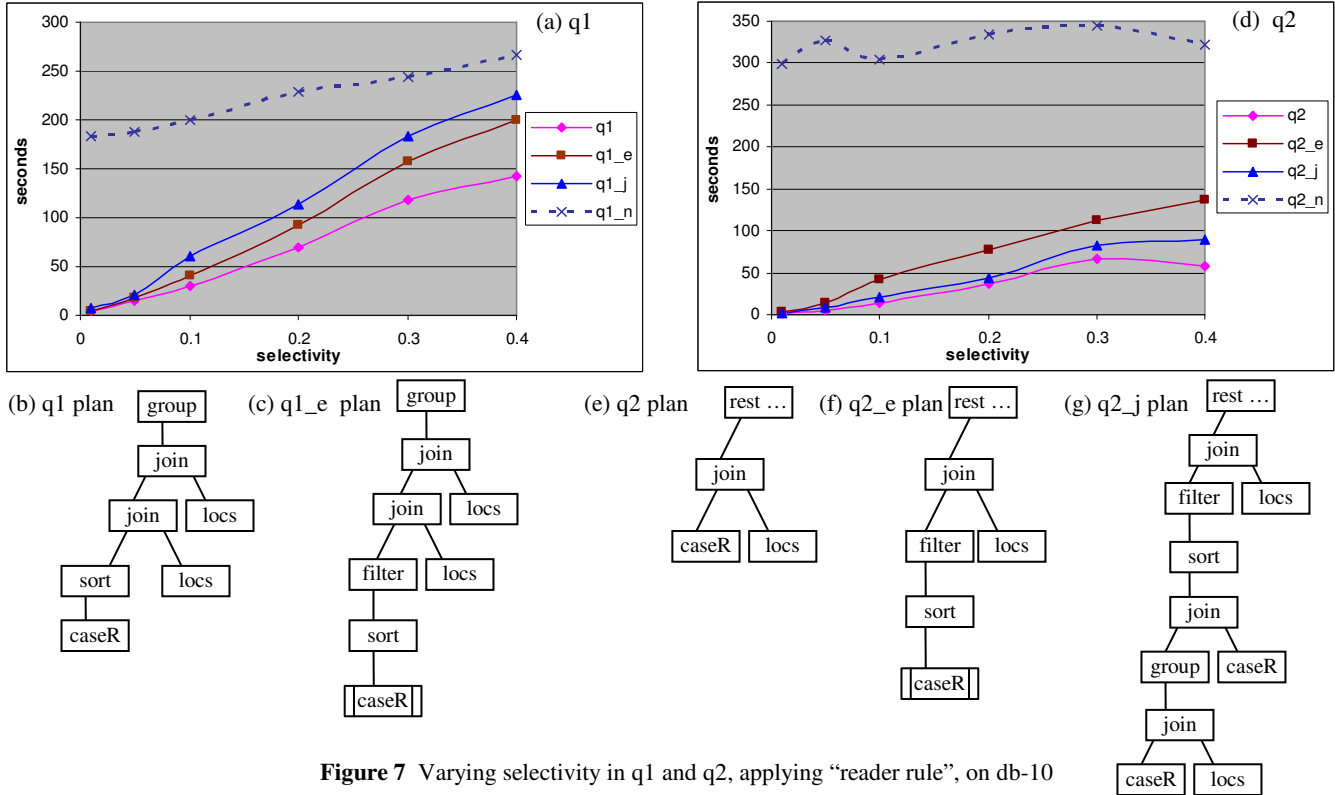 (a) q1
300
250
200
150
100
50
0
seconds
0
0.1
0.2
0.3
0.4
selectivity
q1
q1_e
q1_j
q1_n
(d) q2
350
300
250
200
150
100
50
0
seconds
0
0.1
0.2
0.3
0.4
selectivity
q2
q2_e
q2_j
q2_n
(b) q1 plan
group
join
join
locs
sort
locs
caseR
(c) q1_e plan
group
join
join
locs
filter
locs
sort
caseR
(e) q2 plan
rest …
join
caseR
locs
(f) q2_e plan
rest …
join
filter
locs
sort
caseR
(g) q2_j plan
rest …
join
filter
locs
sort
join
group
caseR
join
caseR
locs
Figure 7 Varying selectivity in q1 and q2, applying “reader rule”, on db-10